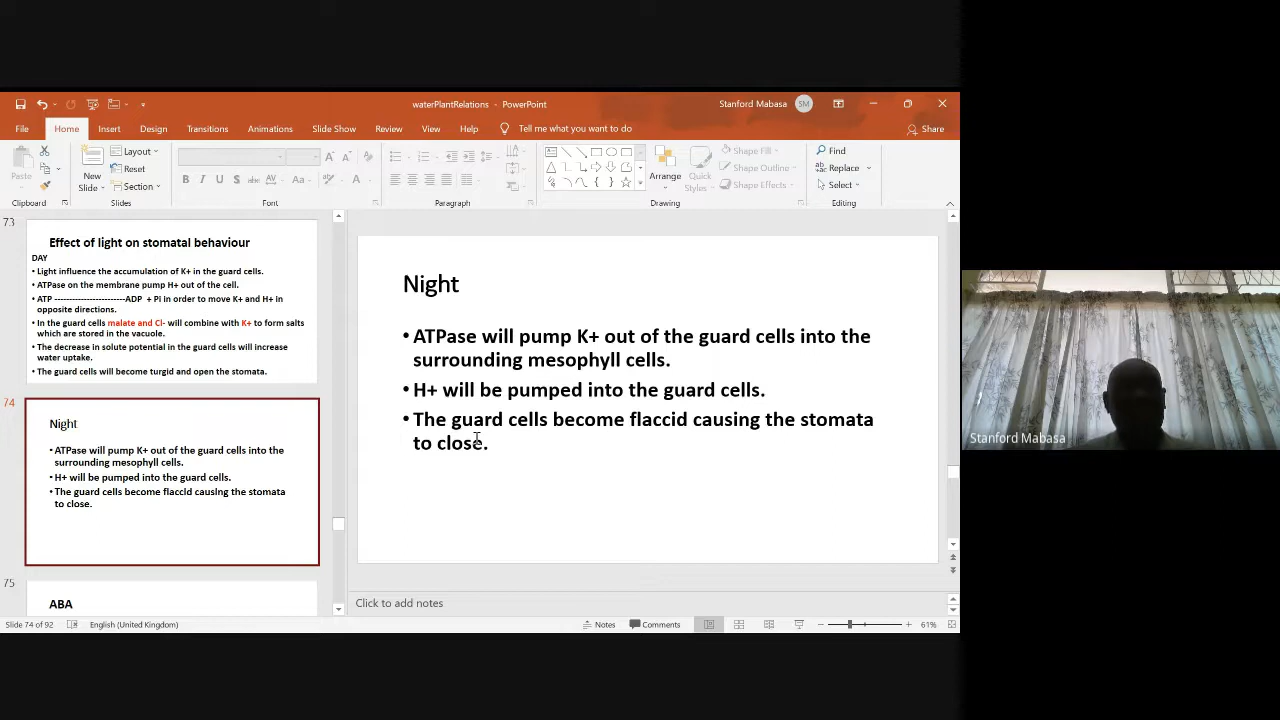 waterPlantRelations - PowerPoint
Stanford Mabasa
SM
File
Home
Insert
Design
Transitions
Animations
Slide Show
Review
View
Help
Tell me what you want to do
Share
Paste
Clipboard
New
Slide
Layout
Reset
Section
Slides
B I U S abc AV Aa A
A A
Font
Paragraph
Arrange
Quick
Styles
Shape Fill
Shape Outline
Shape Effects
Drawing
Find
Replace
Select
Editing
73
Effect of light on stomatal behaviour
DAY
• Light influence the accumulation of K+ in the guard cells.
• ATPase on the membrane pump H+ out of the cell.
• ATP -----------------------ADP + Pi in order to move K+ and H+ in
opposite directions.
• In the guard cells malate and Cl- will combine with K+ to form salts
which are stored in the vacuole.
• The decrease in solute potential in the guard cells will increase
water uptake.
• The guard cells will become turgid and open the stomata.
74
Night
• ATPase will pump K+ out of the guard cells into the
surrounding mesophyll cells.
• H+ will be pumped into the guard cells.
• The guard cells become flaccid causing the stomata
to close.
75
ABA
Night
• ATPase will pump K+ out of the guard cells into the
surrounding mesophyll cells.
• H+ will be pumped into the guard cells.
• The guard cells become flaccid causing the stomata
to close.
Click to add notes
Slide 74 of 92
English (United Kingdom)
Notes
Comments
61%
Stanford Mabasa